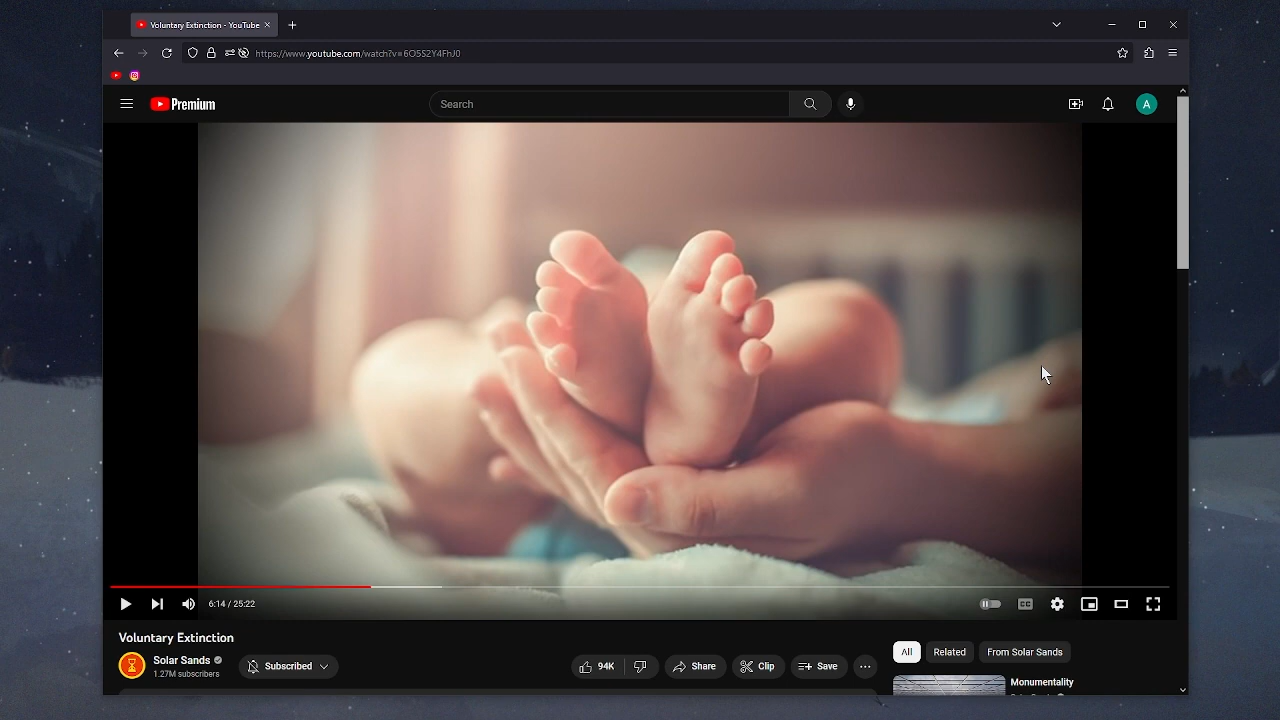 Voluntary Extinction - YouTube
https://www.youtube.com/watch?v=6O5S2Y4FhJ0
Premium
Search
A
6:14 / 25:22
CC
Voluntary Extinction
Solar Sands
1.27M subscribers
Subscribed
94K
Share
Clip
Save
All
Related
From Solar Sands
Monumentality